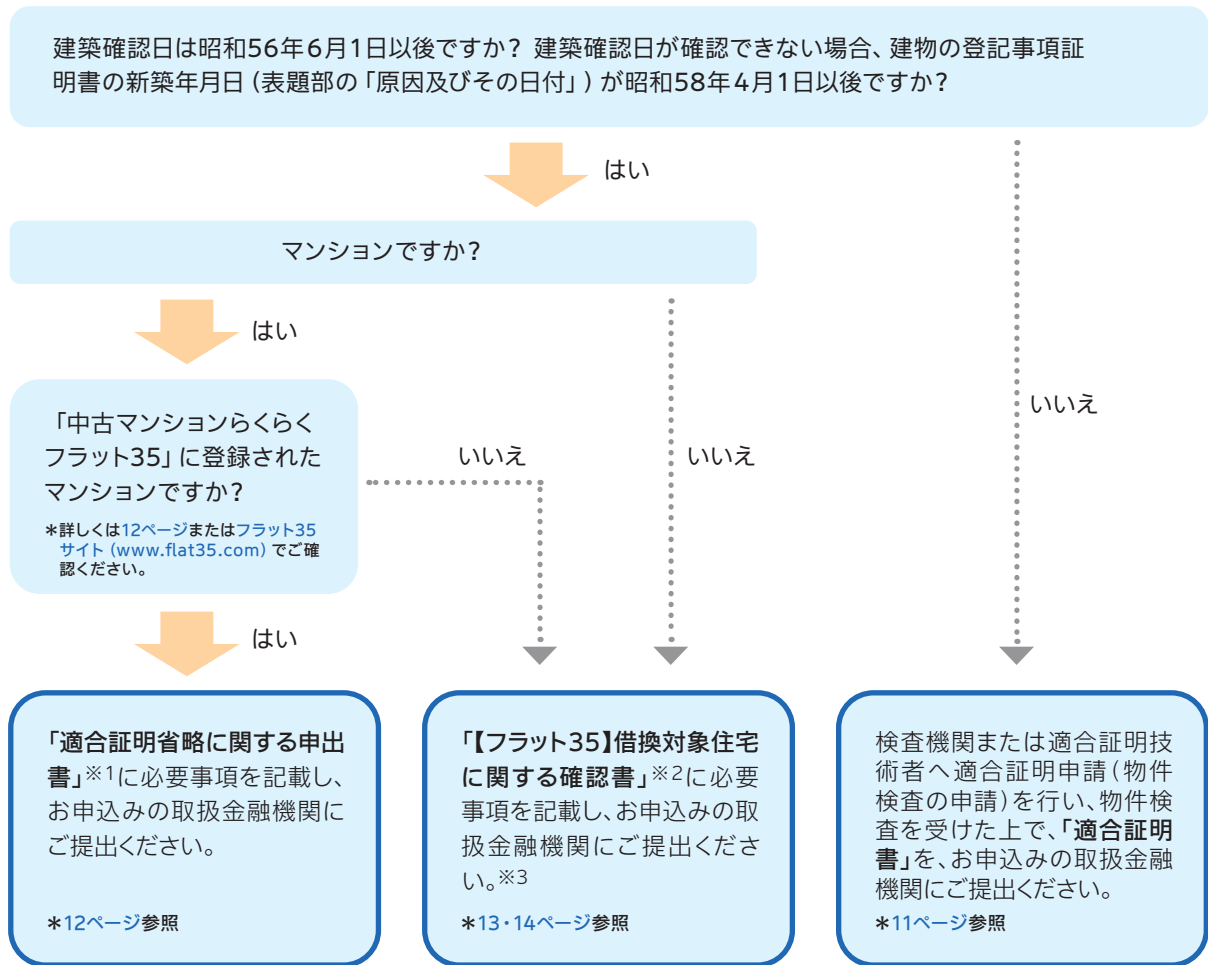 建築確認日は昭和56年6月1日以後ですか？ 建築確認日が確認できない場合、建物の登記事項証
明書の新築年月日（表題部の「原因及びその日付」）が昭和58年4月1日以後ですか？
はい
マンションですか？
はい
「中古マンションらくらく
フラット35」に登録された
マンションですか？
＊詳しくは12ページまたはフラット35
サイト（www.flat35.com）でご確
認ください。
いいえ
いいえ
いいえ
はい
「適合証明省略に関する申出
書」※1に必要事項を記載し、
お申込みの取扱金融機関に
ご提出ください。
＊12ページ参照
「【フラット35】借換対象住宅
に関する確認書」※2に必要
事項を記載し、お申込みの取
扱金融機関にご提出くださ
い。※3
＊13・14ページ参照
検査機関または適合証明技
術者へ適合証明申請（物件
検査の申請）を行い、物件検
査を受けた上で、「適合証明
書」を、お申込みの取扱金融
機関にご提出ください。
＊11ページ参照